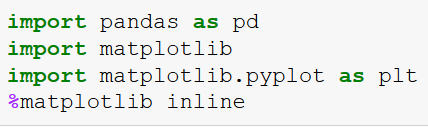 import pandas as pd
import matplotlib
import matplotlib.pyplot as plt
%matplotlib inline